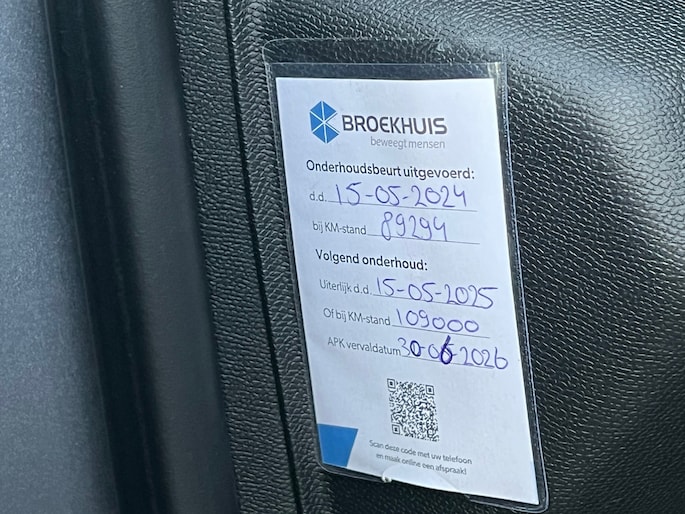 BROEKHUIS
beweegt mensen
Onderhoudsbeurt uitgevoerd:
d.d. 15-05-2024
bij KM-stand 89294
Volgend onderhoud:
Uiterlijk d.d. 15-05-2025
Of bij KM-stand 109000
APK vervaldatum 30-06-2026
Scan deze code met uw telefoon
en maak online een afspraak!